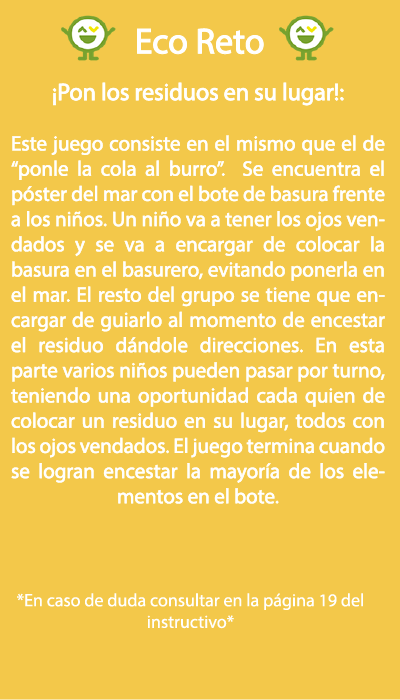 Eco Reto
¡Pon los residuos en su lugar!:
Este juego consiste en el mismo que el de
“ponle la cola al burro”. Se encuentra el
póster del mar con el bote de basura frente
a los niños. Un niño va a tener los ojos ven-
dados y se va a encargar de colocar la
basura en el basurero, evitando ponerla en
el mar. El resto del grupo se tiene que en-
cargar de guiarlo al momento de encestar
el residuo dándole direcciones. En esta
parte varios niños pueden pasar por turno,
teniendo una oportunidad cada quien de
colocar un residuo en su lugar, todos con
los ojos vendados. El juego termina cuando
se logran encestar la mayoría de los ele-
mentos en el bote.
*En caso de duda consultar en la página 19 del
instructivo*